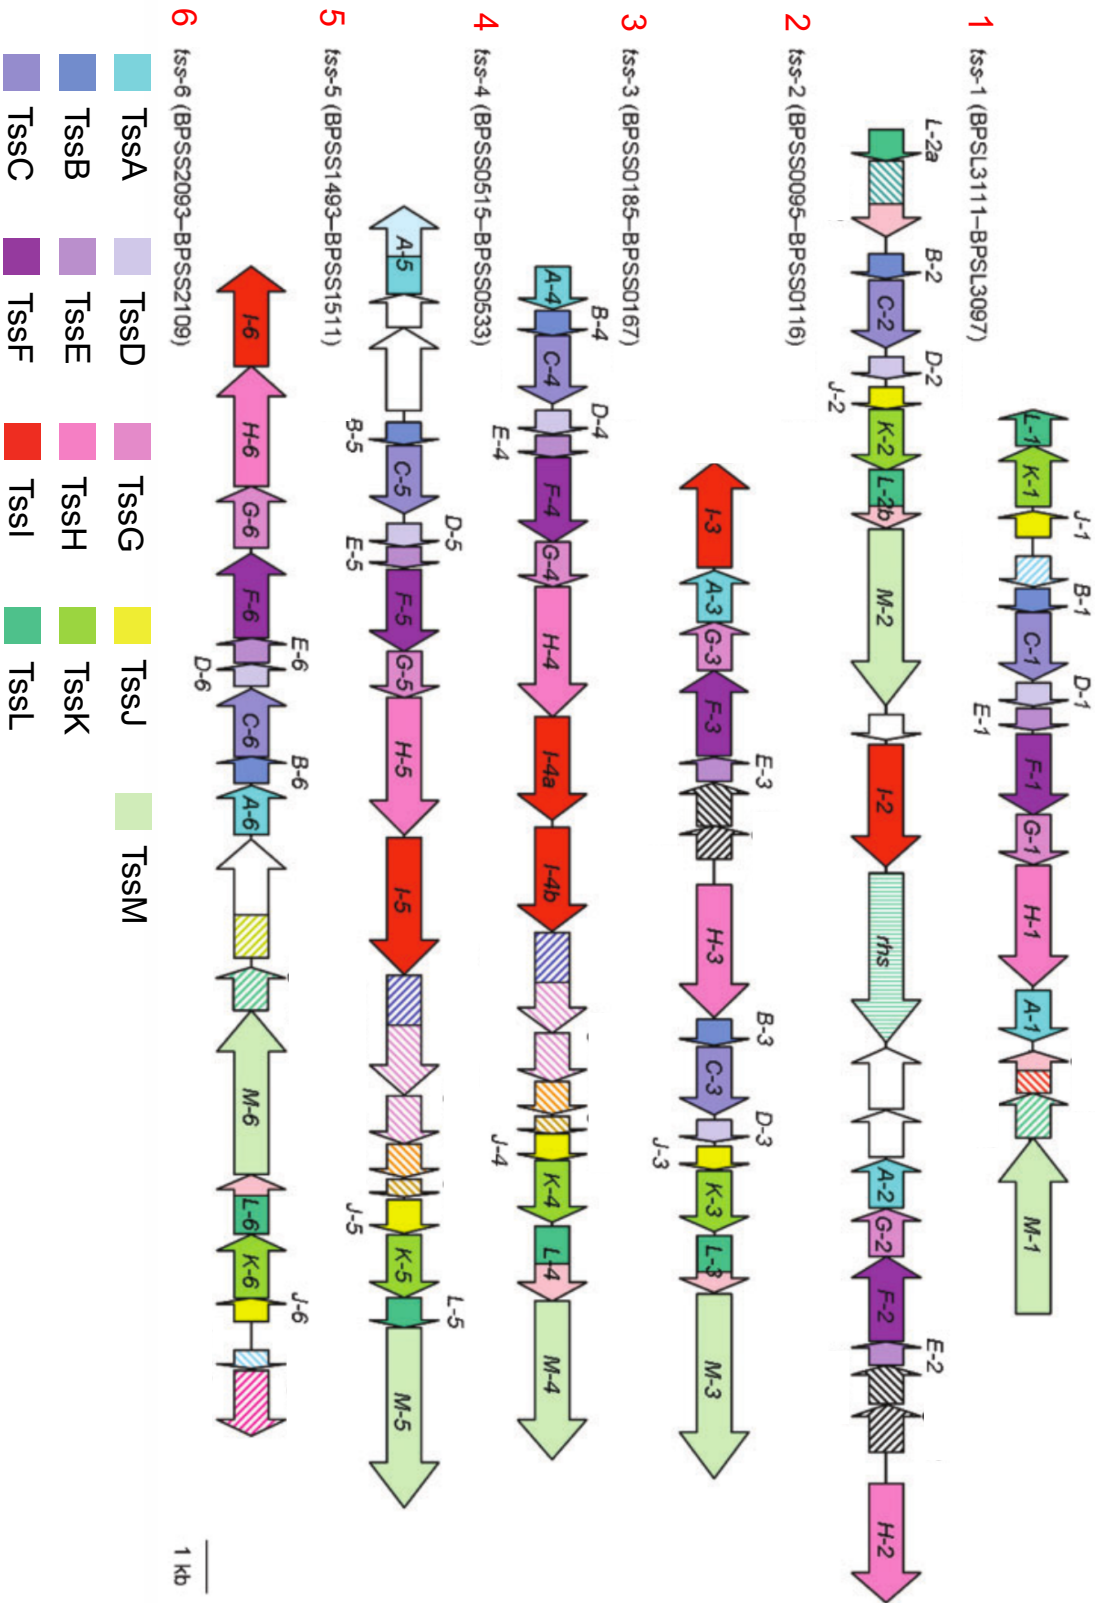 1 tss-1 (BPSL3111–BPSL3097)
L-1 K-1 J-1 B-1 C-1 D-1 E-1 F-1 G-1 H-1 A-1 M-1
2 tss-2 (BPSS0095–BPSS0116)
L-2a B-2 C-2 D-2 J-2 K-2 L-2b M-2 I-2 rhs A-2 G-2 F-2 E-2 H-2
3 tss-3 (BPSS0185–BPSS0167)
I-3 A-3 G-3 F-3 E-3 H-3 B-3 C-3 D-3 J-3 K-3 L-3 M-3
4 tss-4 (BPSS0515–BPSS0533)
A-4 B-4 C-4 D-4 E-4 F-4 G-4 H-4 I-4a I-4b J-4 K-4 L-4 M-4
5 tss-5 (BPSS1493–BPSS1511)
A-5 B-5 C-5 D-5 E-5 F-5 G-5 H-5 I-5 J-5 K-5 L-5 M-5
6 tss-6 (BPSS2093–BPSS2109)
I-6 H-6 G-6 F-6 E-6 D-6 C-6 B-6 A-6 M-6 L-6 K-6 J-6
1 kb
TssA TssD TssG TssJ TssM
TssB TssE TssH TssK
TssC TssF TssI TssL